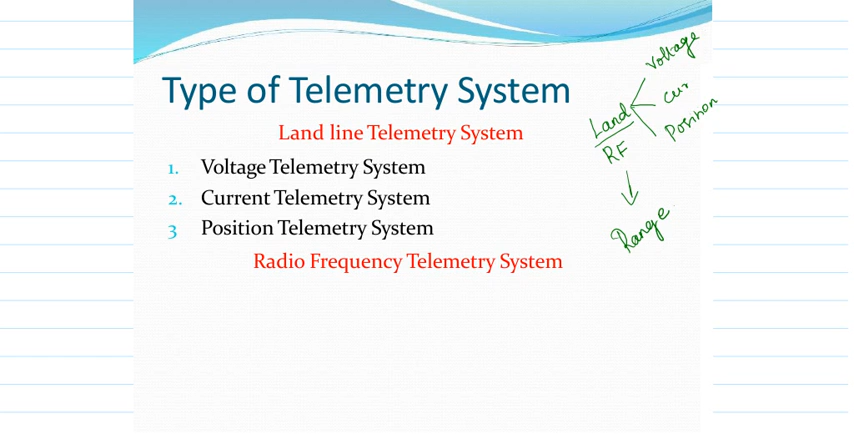 Type of Telemetry System
Land line Telemetry System
1. Voltage Telemetry System
2. Current Telemetry System
3 Position Telemetry System
Radio Frequency Telemetry System
Voltage
Cur
Position
Land
RF
Range